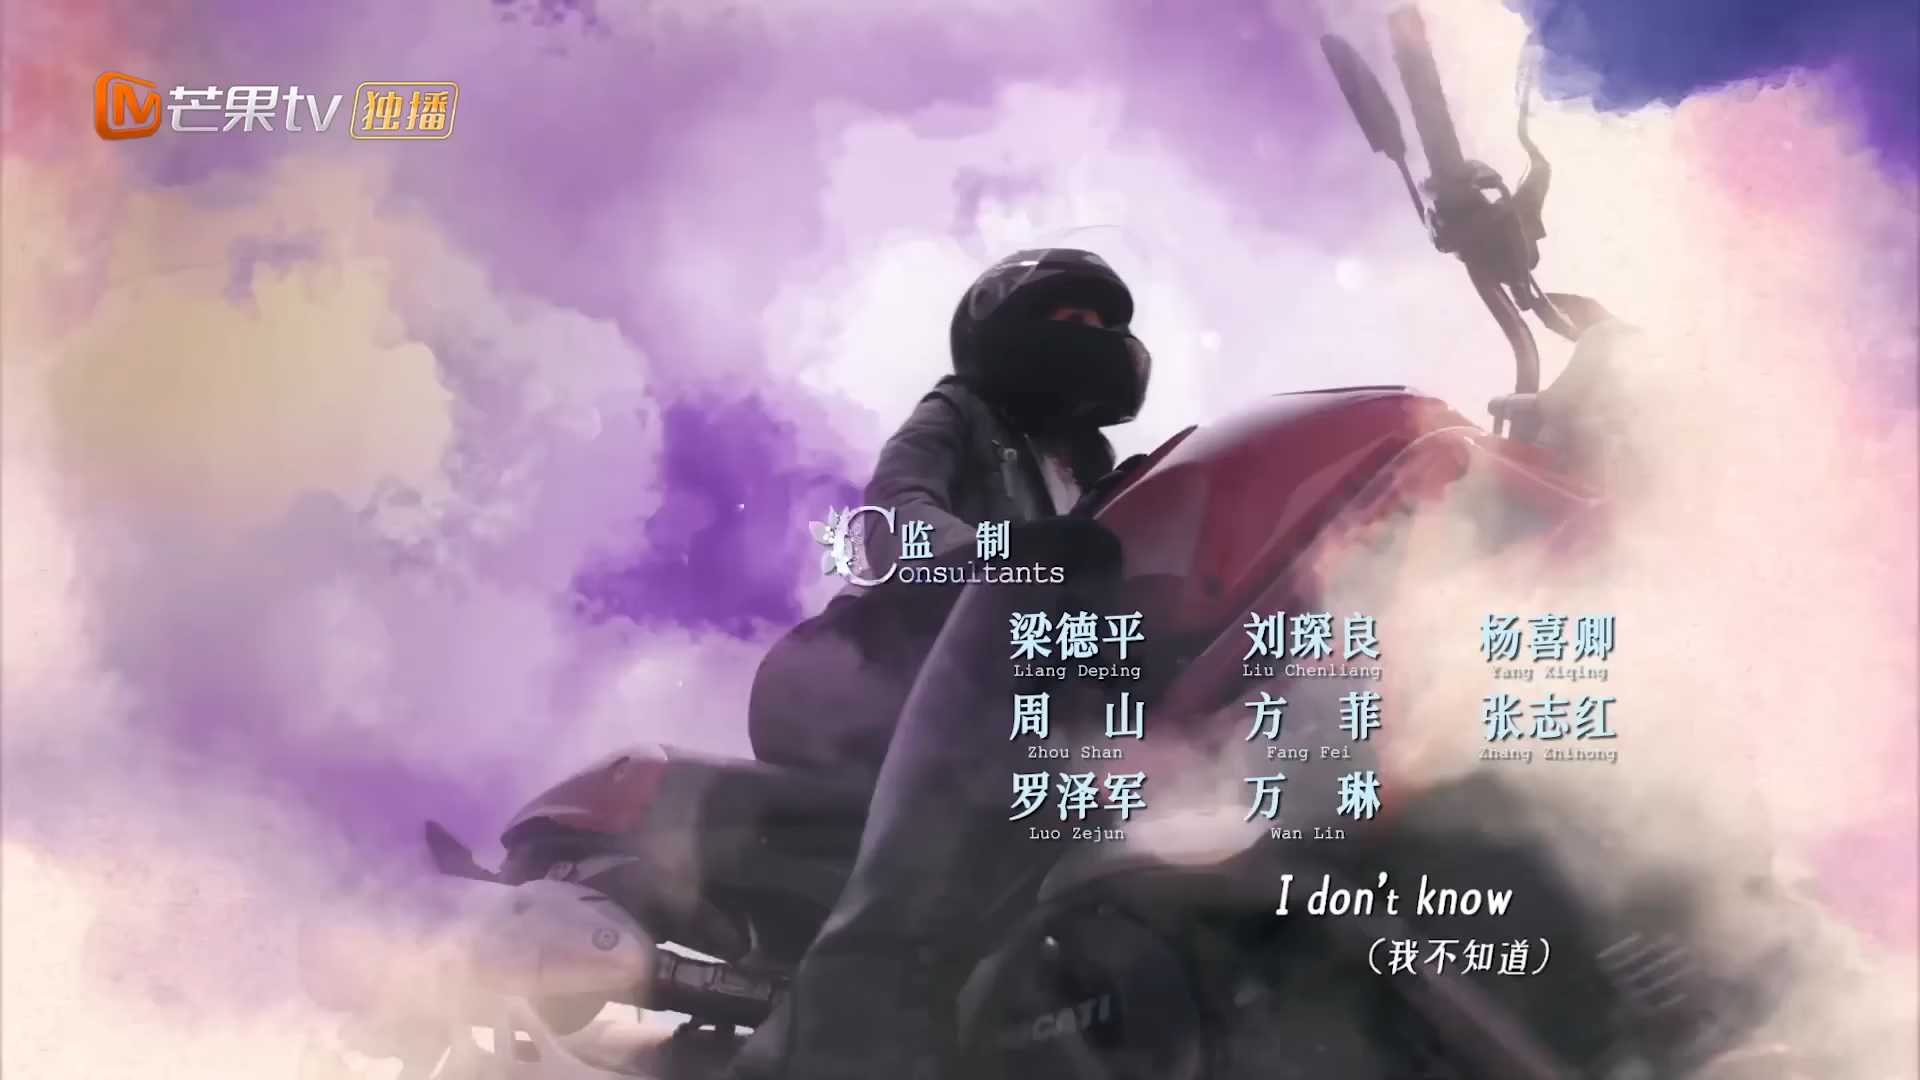 芒果tv 独播
监 制
Consultants
梁德平 刘琛良 杨喜卿
Liang Deping Liu Chenliang Yang Xiqing
周 山 方 菲 张志红
Zhou Shan Fang Fei Zhang Zhihong
罗泽军 万 琳
Luo Zejun Wan Lin
I don't know
（我不知道）
CATI